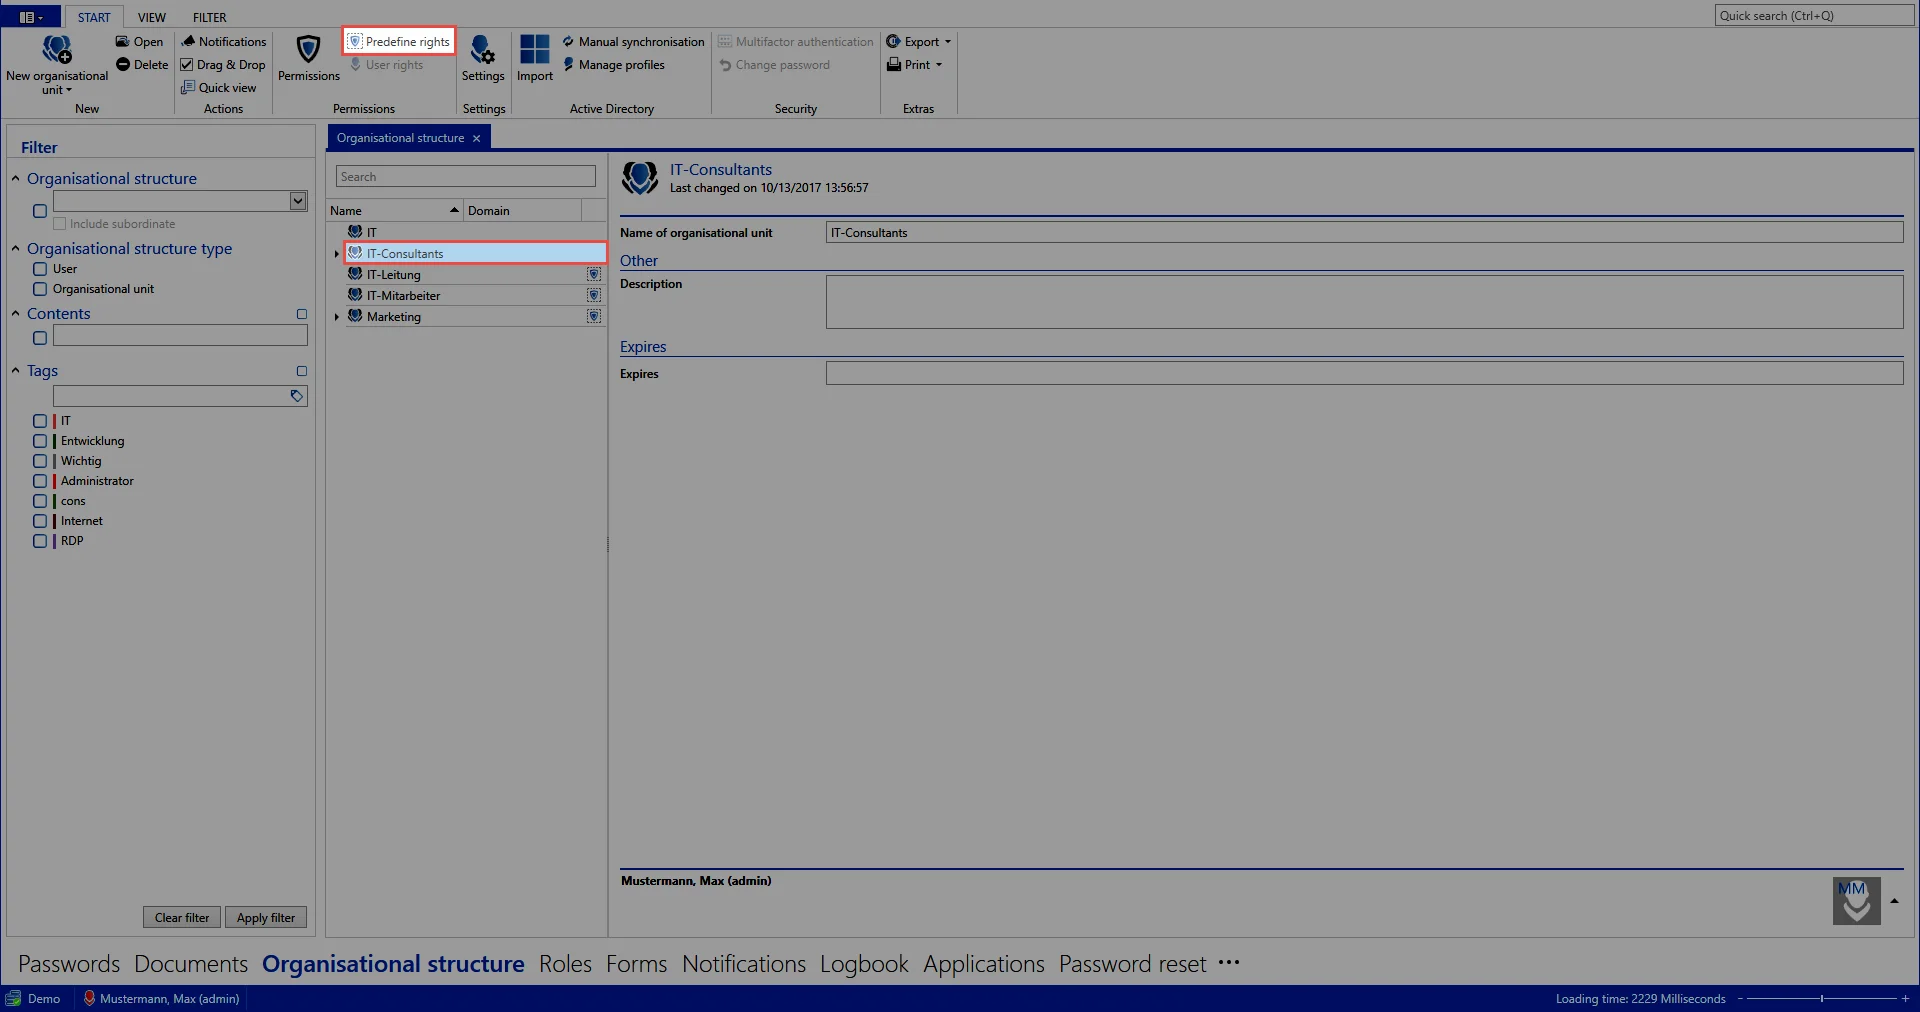 START VIEW FILTER
Quick search (Ctrl+Q)
New organisational unit
Open
Delete
New
Notifications
Drag & Drop
Quick view
Actions
Permissions
Predefine rights
User rights
Permissions
Settings
Settings
Import
Manual synchronisation
Manage profiles
Active Directory
Multifactor authentication
Change password
Security
Export
Print
Extras
Filter
Organisational structure
Include subordinate
Organisational structure type
User
Organisational unit
Contents
Tags
IT
Entwicklung
Wichtig
Administrator
cons
Internet
RDP
Clear filter Apply filter
Organisational structure
Search
Name Domain
IT
IT-Consultants
IT-Leitung
IT-Mitarbeiter
Marketing
IT-Consultants
Last changed on 10/13/2017 13:56:57
Name of organisational unit IT-Consultants
Other
Description
Expires
Expires
Mustermann, Max (admin)
MM
Passwords Documents Organisational structure Roles Forms Notifications Logbook Applications Password reset •••
Demo Mustermann, Max (admin) Loading time: 2229 Milliseconds - +